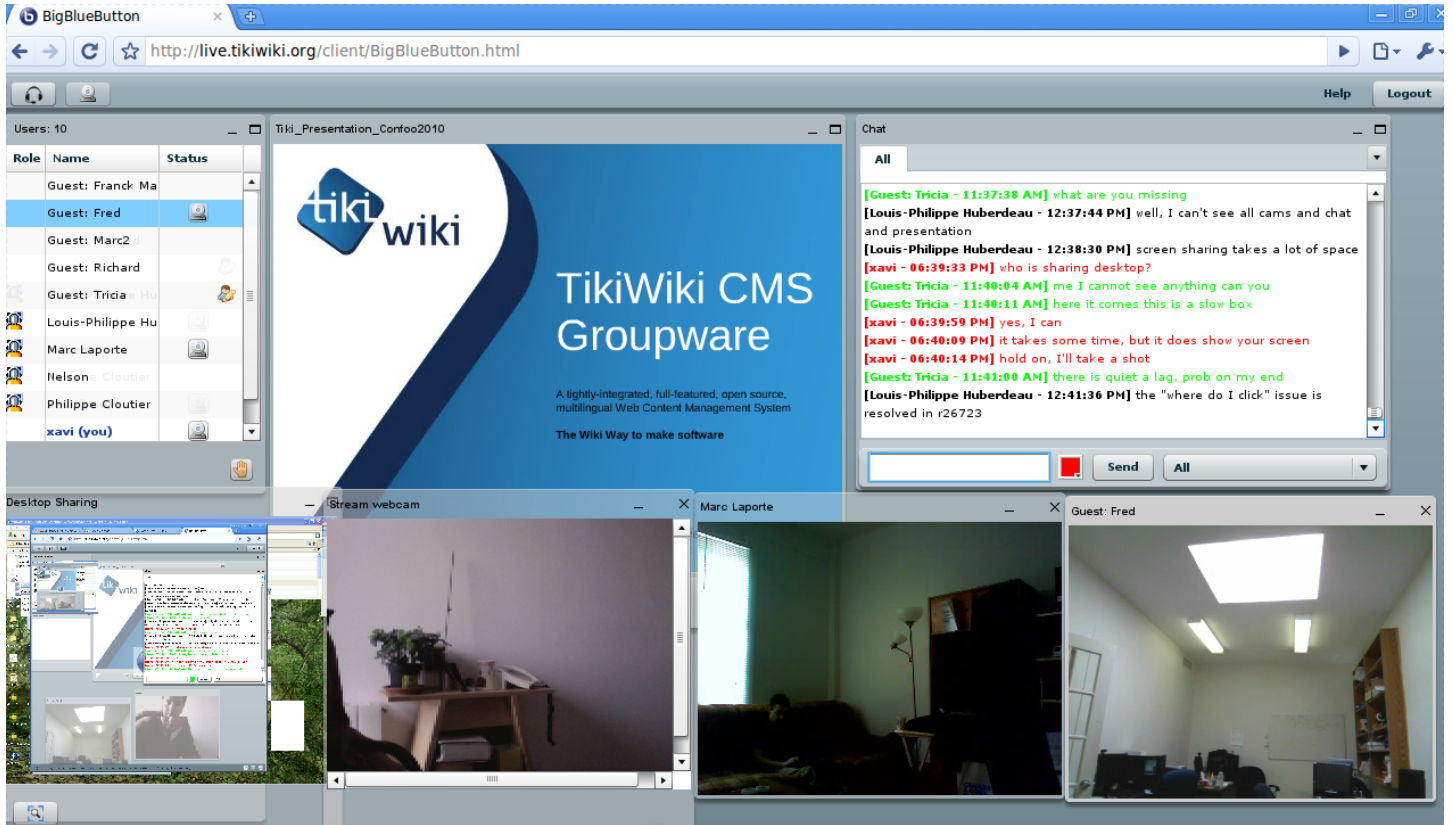 BigBlueButton
http://live.tikiwiki.org/client/BigBlueButton.html
Help
Logout
Users: 10
Role Name Status
Guest: Franck Ma
Guest: Fred
Guest: Marc2
Guest: Richard
Guest: Tricia
Louis-Philippe Hu
Marc Laporte
Nelson
Philippe Cloutier
xavi (you)
Tiki_Presentation_Confoo2010
tiki
wiki
TikiWiki CMS
Groupware
A tightly-integrated, full-featured, open source,
multilingual Web Content Management System
The Wiki Way to make software
Chat
All
[Guest: Tricia - 11:37:38 AM] what are you missing
[Louis-Philippe Huberdeau - 12:37:44 PM] well, I can't see all cams and chat
and presentation
[Louis-Philippe Huberdeau - 12:38:30 PM] screen sharing takes a lot of space
[xavi - 06:39:33 PM] who is sharing desktop?
[Guest: Tricia - 11:40:04 AM] me I cannot see anything can you
[Guest: Tricia - 11:40:11 AM] here it comes this is a slow box
[xavi - 06:39:59 PM] yes, I can
[xavi - 06:40:09 PM] it takes some time, but it does show your screen
[xavi - 06:40:14 PM] hold on, I'll take a shot
[Guest: Tricia - 11:41:00 AM] there is quiet a lag, prob on my end
[Louis-Philippe Huberdeau - 12:41:36 PM] the "where do I click" issue is
resolved in r26723
Send
All
Desktop Sharing
Stream webcam
Marc Laporte
Guest: Fred
tiki
wiki